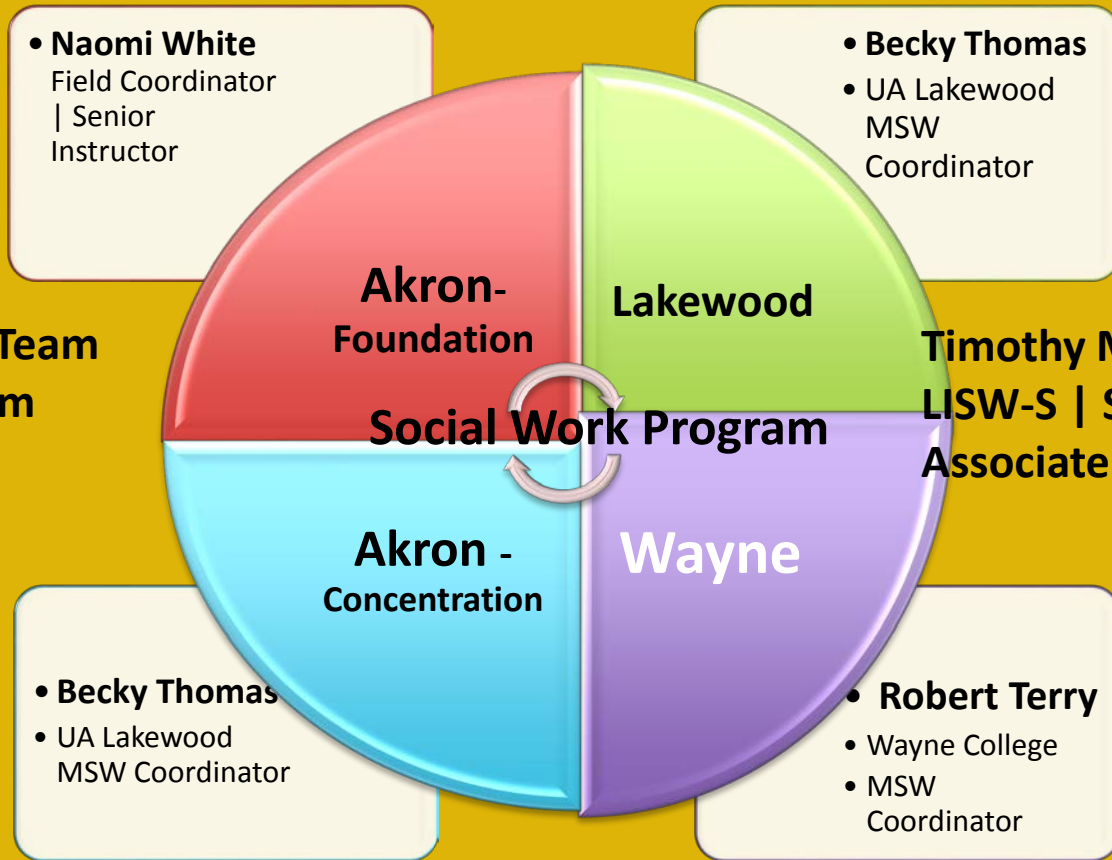 • Naomi White
Field Coordinator
| Senior
Instructor
• Becky Thomas
• UA Lakewood
MSW
Coordinator
Akron-
Foundation
Lakewood
Team
Timothy
LISW-S |
Associate
Social Work Program
Akron -
Concentration
Wayne
• Becky Thomas
• UA Lakewood
MSW Coordinator
• Robert Terry
• Wayne College
• MSW
Coordinator